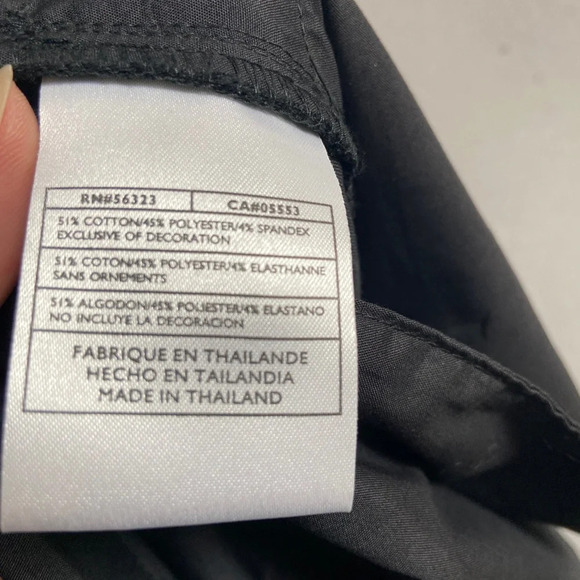 RN#56323 CA#05553
51% COTTON/45% POLYESTER/4% SPANDEX
EXCLUSIVE OF DECORATION
51% COTON/45% POLYESTER/4% ELASTHANNE
SANS ORNEMENTS
51% ALGODON/45% POLIESTER/4% ELASTANO
NO INCLUYE LA DECORACION
FABRIQUE EN THAILANDE
HECHO EN TAILANDIA
MADE IN THAILAND